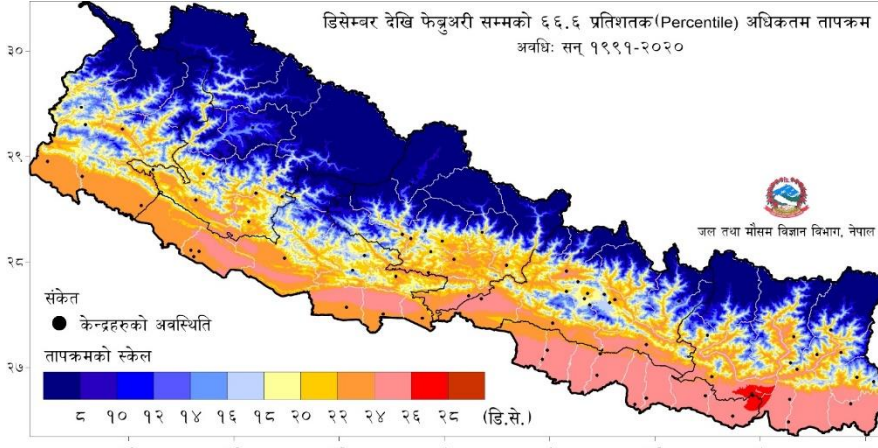 डिसेम्बर देखि फेब्रुअरी सम्मको ६६.६ प्रतिशतक(Percentile) अधिकतम तापक्रम
अवधिः सन् १९९१-२०२०
३०
२९
जल तथा मौसम विज्ञान विभाग, नेपाल
२८
संकेत
केन्द्रहरुको अवस्थिति
२७
तापक्रमको स्केल
८ १० १२ १४ १६ १८ २० २२ २४ २६ २८ (डि.से.)